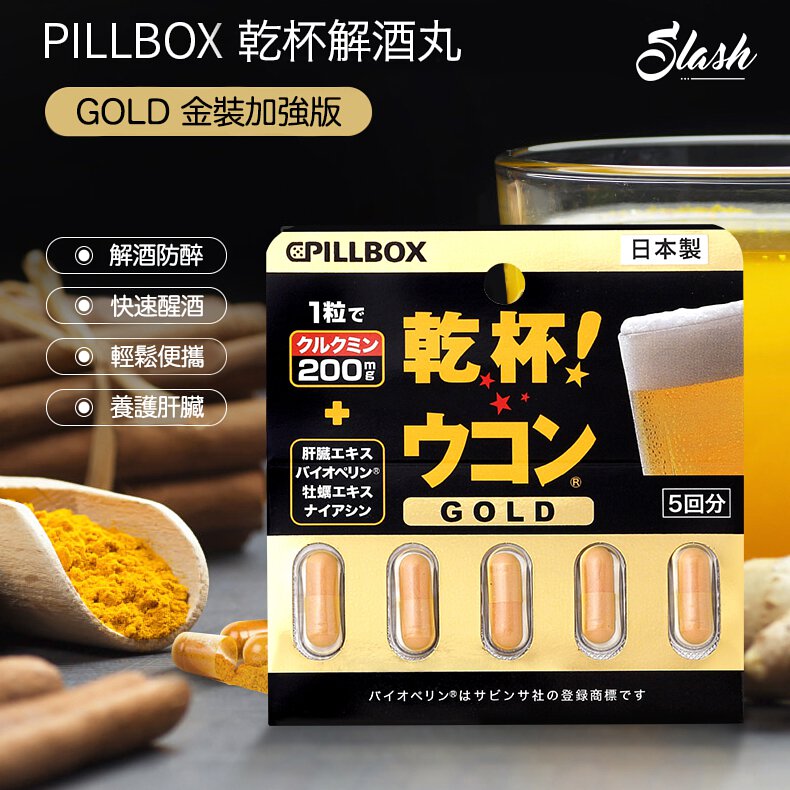 PILLBOX 乾杯解酒丸
Slash
GOLD 金裝加強版
解酒防醉
快速醒酒
輕鬆便攜
養護肝臟
PILLBOX
日本製
1粒で
クルクミン
200mg
+
肝臓エキス
バイオペリン®
牡蠣エキス
ナイアシン
乾杯!
ウコン®
GOLD
5回分
バイオペリン®はサビンサ社の登録商標です